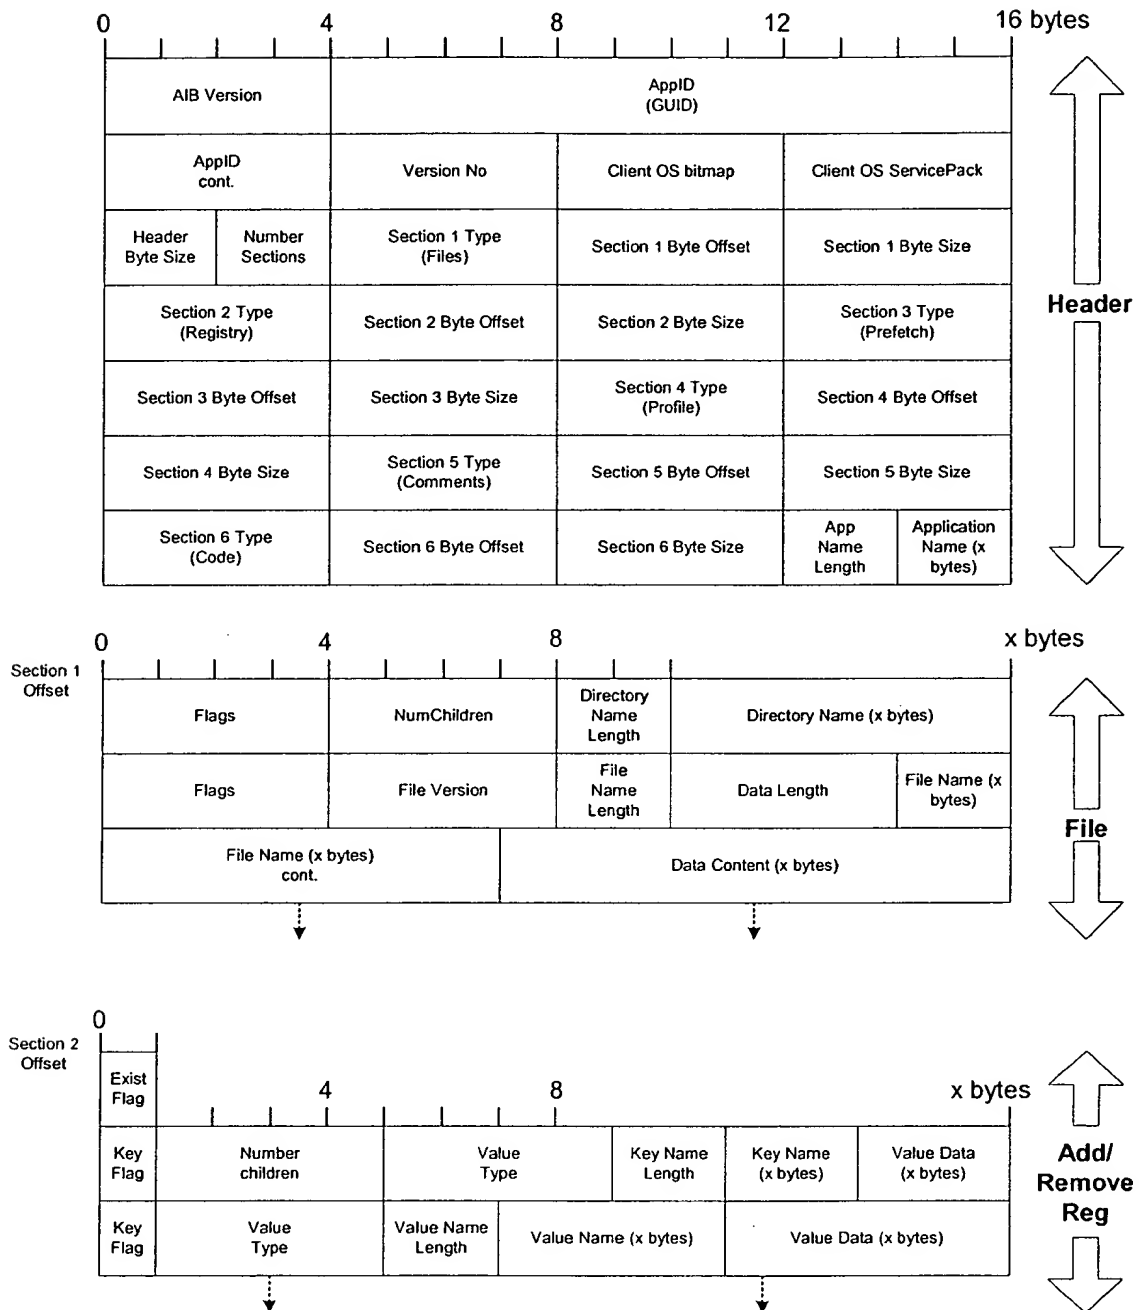 0 4 8 12 16 bytes
AIB Version
AppID
(GUID)
AppID
cont.
Version No
Client OS bitmap
Client OS ServicePack
Header
Byte Size
Number
Sections
Section 1 Type
(Files)
Section 1 Byte Offset
Section 1 Byte Size
Section 2 Type
(Registry)
Section 2 Byte Offset
Section 2 Byte Size
Section 3 Type
(Prefetch)
Header
Section 3 Byte Offset
Section 3 Byte Size
Section 4 Type
(Profile)
Section 4 Byte Offset
Section 4 Byte Size
Section 5 Type
(Comments)
Section 5 Byte Offset
Section 5 Byte Size
Section 6 Type
(Code)
Section 6 Byte Offset
Section 6 Byte Size
App
Name
Length
Application
Name (x
bytes)
0 4 8 x bytes
Section 1
Offset
Flags
NumChildren
Directory
Name
Length
Directory Name (x bytes)
Flags
File Version
File
Name
Length
Data Length
File Name (x
bytes)
File
File Name (x bytes)
cont.
Data Content (x bytes)
0
Section 2
Offset
Exist
Flag
4 8 x bytes
Key
Flag
Number
children
Value
Type
Key Name
Length
Key Name
(x bytes)
Value Data
(x bytes)
Add/
Remove
Reg
Key
Flag
Value
Type
Value Name
Length
Value Name (x bytes)
Value Data (x bytes)